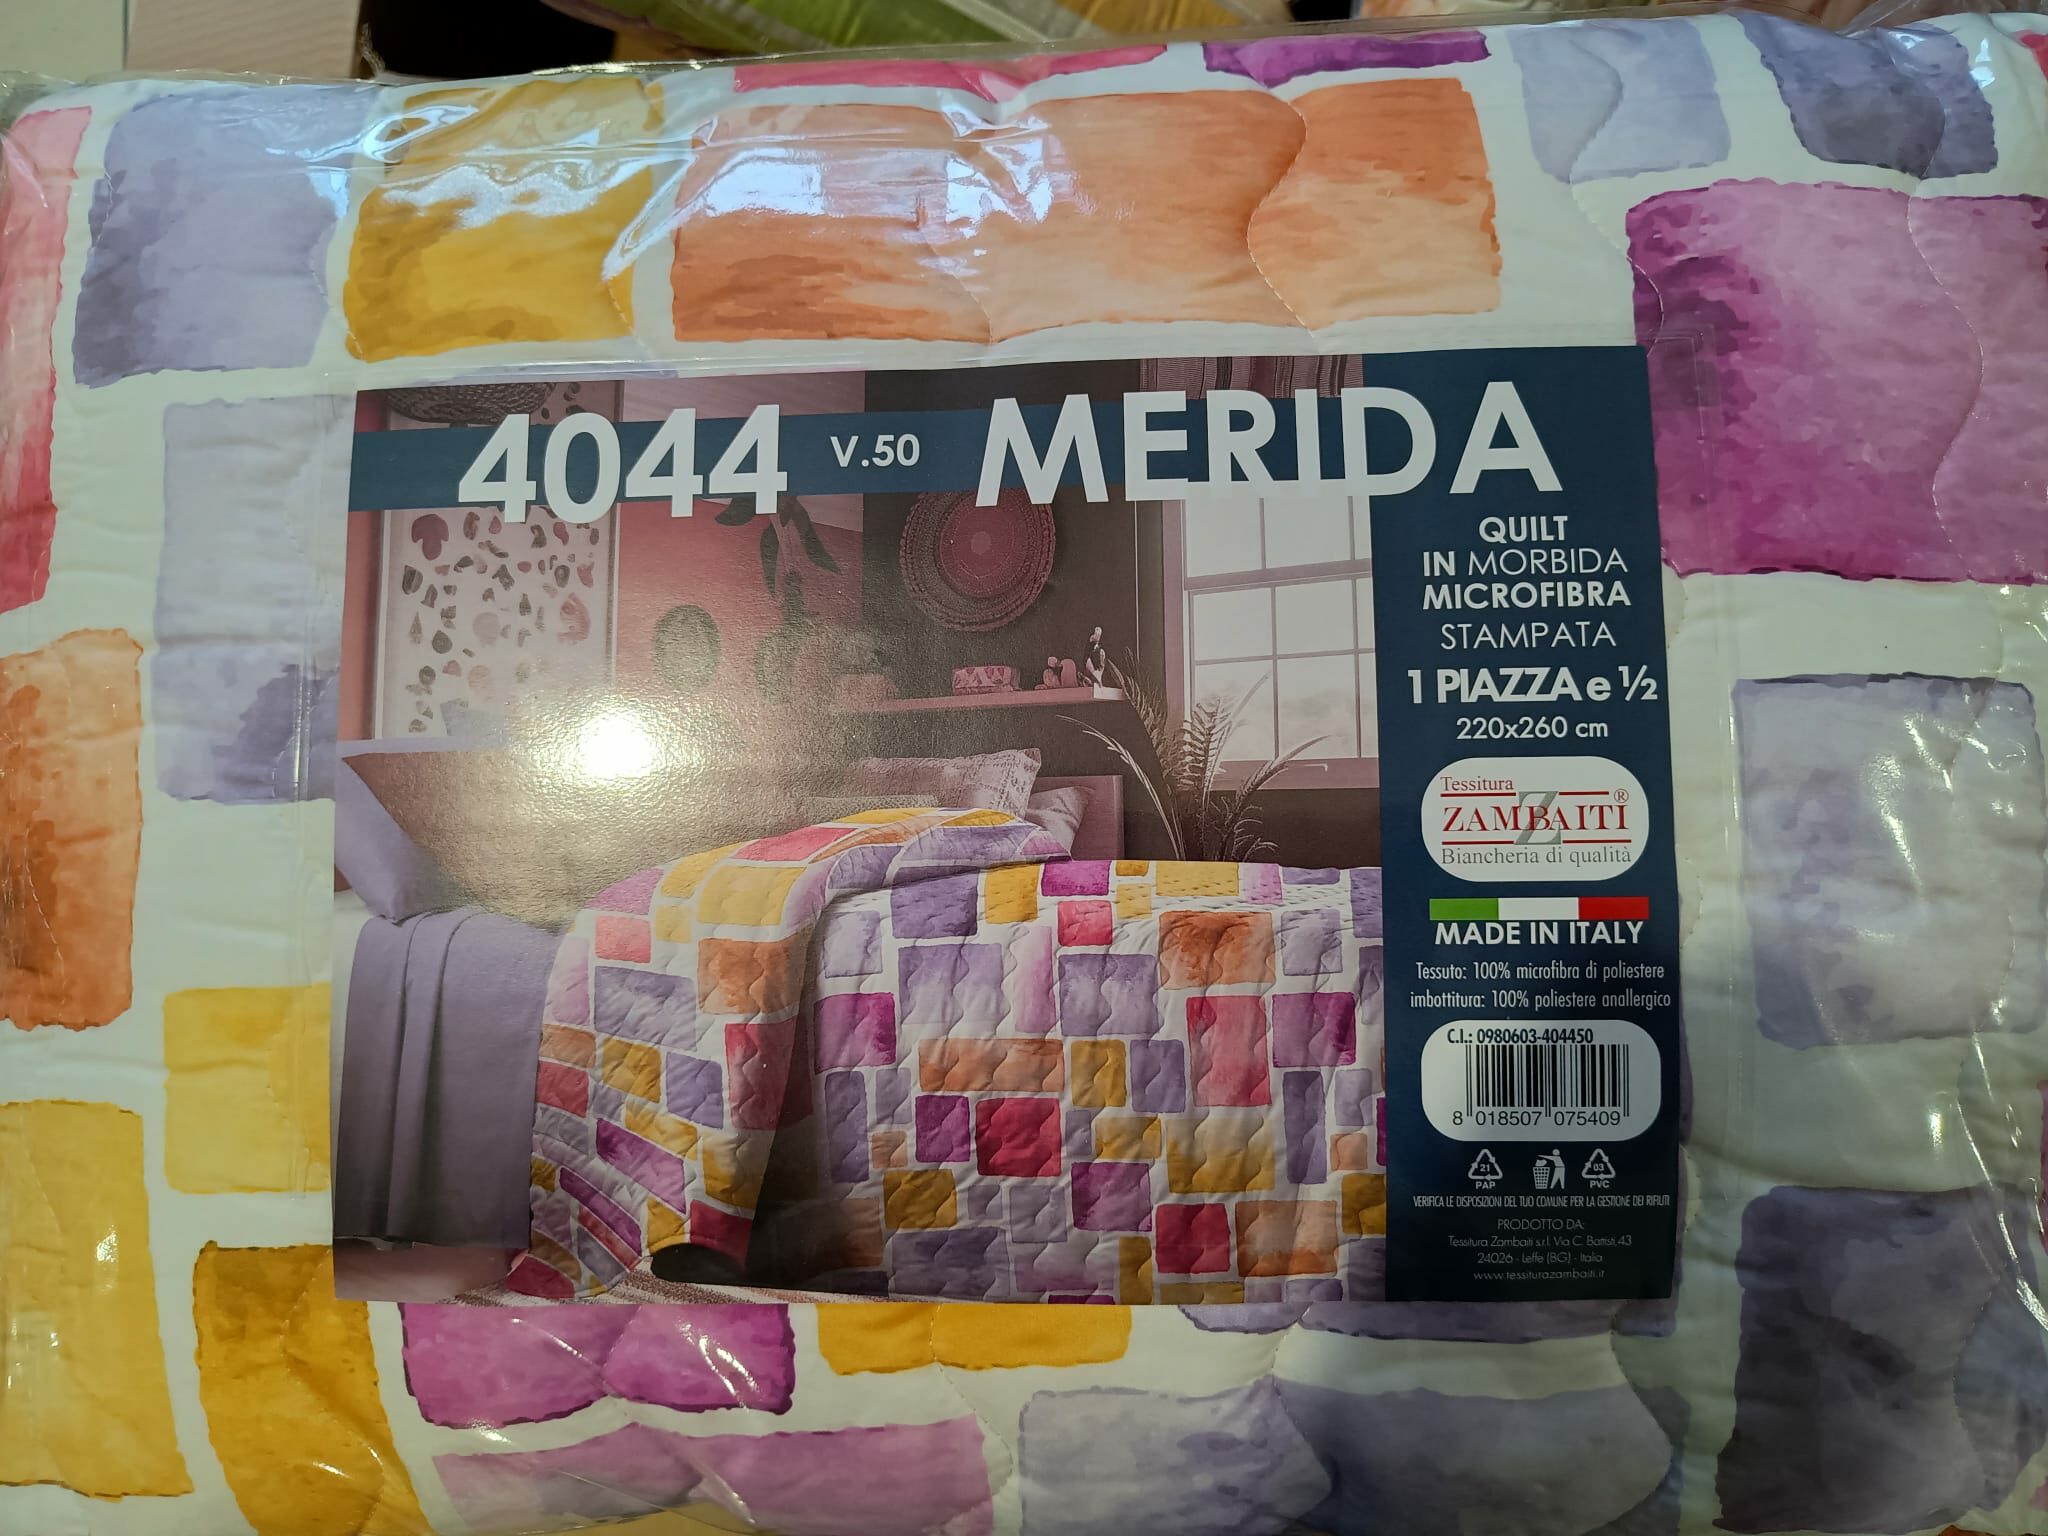 4044 V.50 MERIDA
QUILT
IN MORBIDA
MICROFIBRA
STAMPATA
1 PIAZZA e ½
220x260 cm
Tessitura
ZAMBAITI®
Biancheria di qualità
MADE IN ITALY
Tessuto: 100% microfibra di poliestere
imbottitura: 100% poliestere anallergico
C.I.: 0980603-404450
8 018507 075409
21 03
PAP PVC
VERIFICA LE DISPOSIZIONI DEL TUO COMUNE PER LA GESTIONE DEI RIFIUTI
PRODOTTO DA:
Tessitura Zambaiti s.r.l. Via C. Battisti,43
24026 - Leffe (BG) - Italia
www.tessiturazambaiti.it